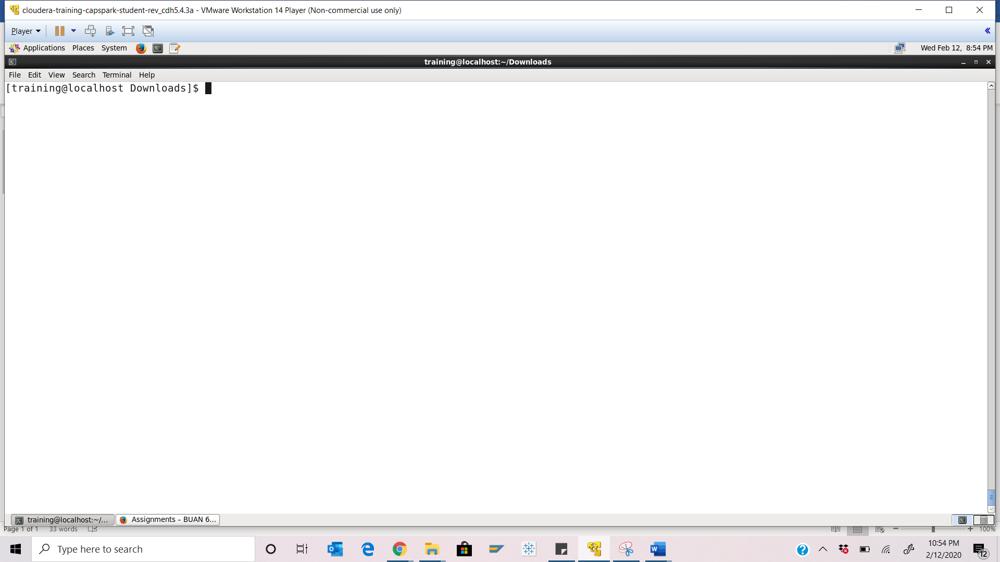 cloudera-training-capspark-student-rev_cdh5.4.3a - VMware Workstation 14 Player (Non-commercial use only)
Player
Applications Places System
Wed Feb 12, 8:54 PM
training@localhost:~/Downloads
File Edit View Search Terminal Help
[training@localhost Downloads]$
training@localhost:~/...
Assignments – BUAN 6...
Page 1 of 1 33 words
100%
Type here to search
10:54 PM
2/12/2020
12